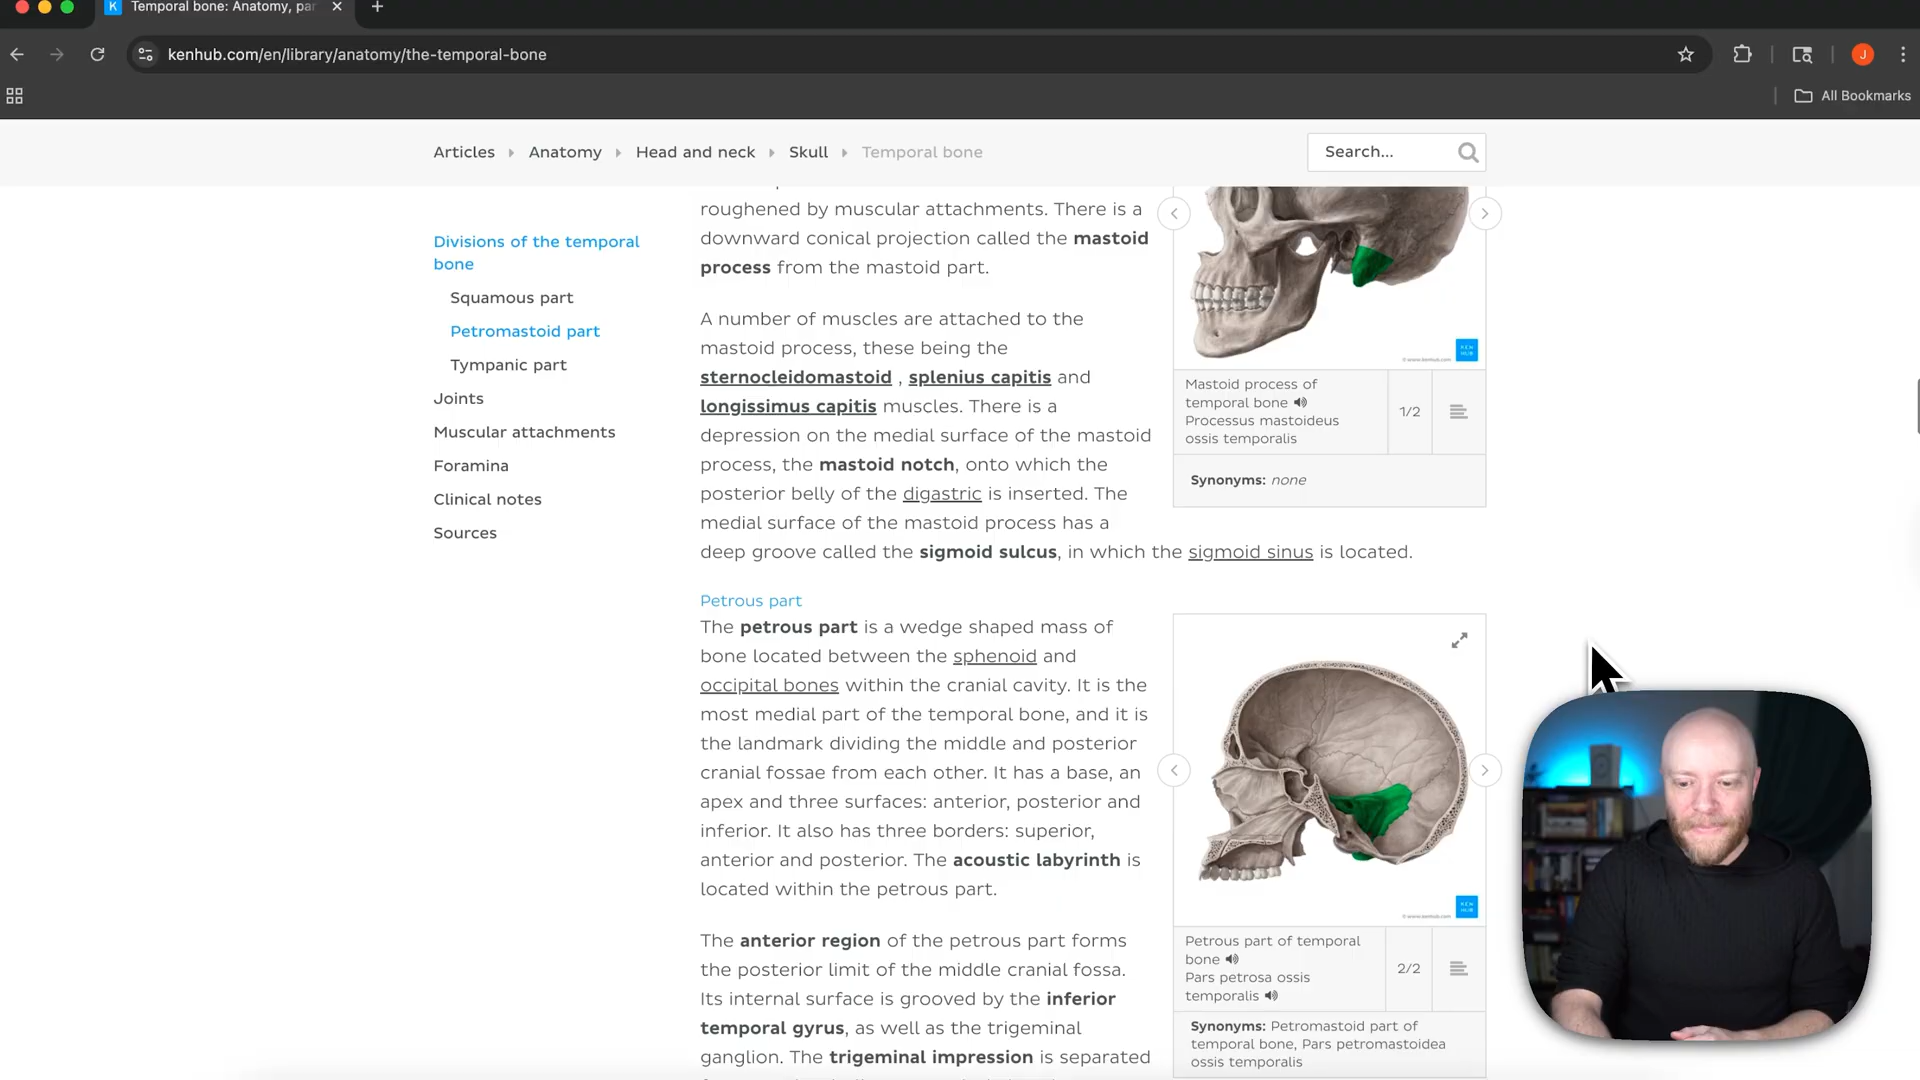 Temporal bone: Anatomy, par
kenhub.com/en/library/anatomy/the-temporal-bone
J
All Bookmarks
Articles
Anatomy
Head and neck
Skull
Temporal bone
Search...
Divisions of the temporal
bone
Squamous part
Petromastoid part
Tympanic part
Joints
Muscular attachments
Foramina
Clinical notes
Sources
roughened by muscular attachments. There is a
downward conical projection called the mastoid
process from the mastoid part.
A number of muscles are attached to the
mastoid process, these being the
sternocleidomastoid , splenius capitis and
longissimus capitis muscles. There is a
depression on the medial surface of the mastoid
process, the mastoid notch, onto which the
posterior belly of the digastric is inserted. The
medial surface of the mastoid process has a
deep groove called the sigmoid sulcus, in which the sigmoid sinus is located.
© www.kenhub.com
KEN
HUB
Mastoid process of
temporal bone
Processus mastoideus
ossis temporalis
1/2
Synonyms: none
Petrous part
The petrous part is a wedge shaped mass of
bone located between the sphenoid and
occipital bones within the cranial cavity. It is the
most medial part of the temporal bone, and it is
the landmark dividing the middle and posterior
cranial fossae from each other. It has a base, an
apex and three surfaces: anterior, posterior and
inferior. It also has three borders: superior,
anterior and posterior. The acoustic labyrinth is
located within the petrous part.
The anterior region of the petrous part forms
the posterior limit of the middle cranial fossa.
Its internal surface is grooved by the inferior
temporal gyrus, as well as the trigeminal
ganglion. The trigeminal impression is separated
© www.kenhub.com
KEN
HUB
Petrous part of temporal
bone
Pars petrosa ossis
temporalis
2/2
Synonyms: Petromastoid part of
temporal bone, Pars petromastoidea
ossis temporalis